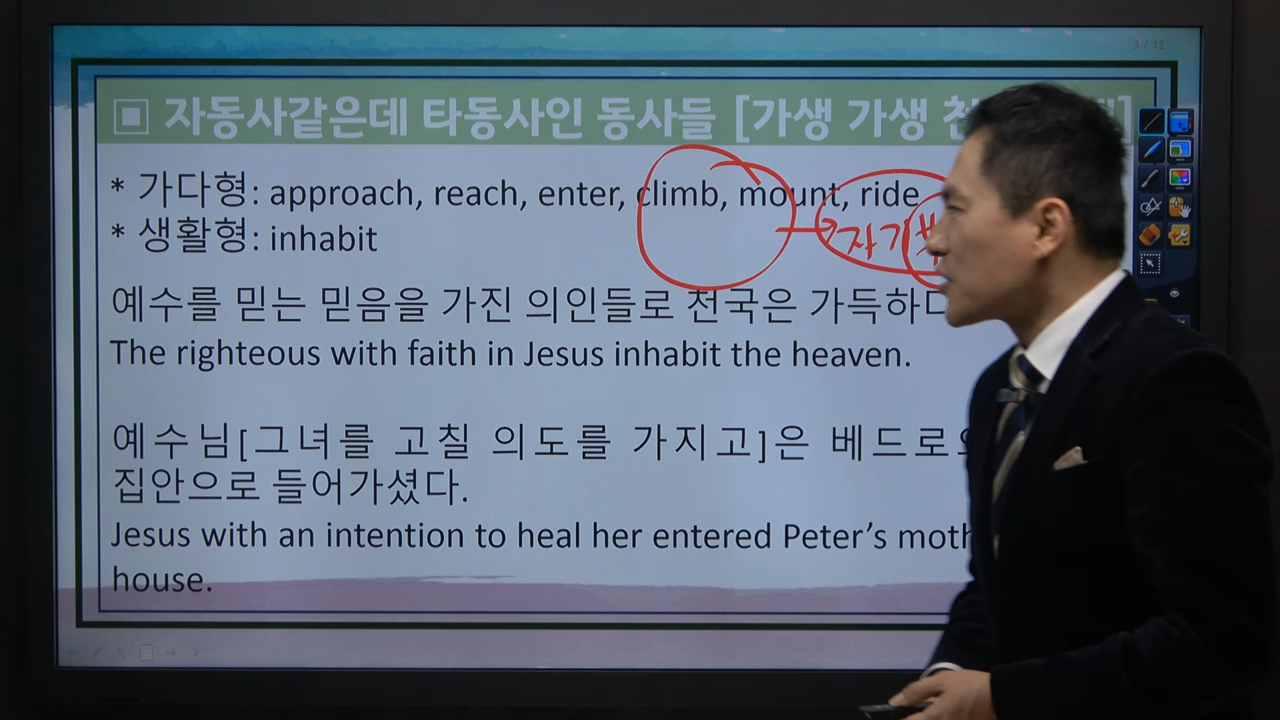 3 / 12
▣ 자동사같은데 타동사인 동사들 [가생 가생
* 가다형: approach, reach, enter, climb, mount, ride
자기
* 생활형: inhabit
예수를 믿는 믿음을 가진 의인들로 천국은 가득하다
The righteous with faith in Jesus inhabit the heaven.
예수님[그녀를 고칠 의도를 가지고]은 베드로
집안으로 들어가셨다.
Jesus with an intention to heal her entered Peter's
house.